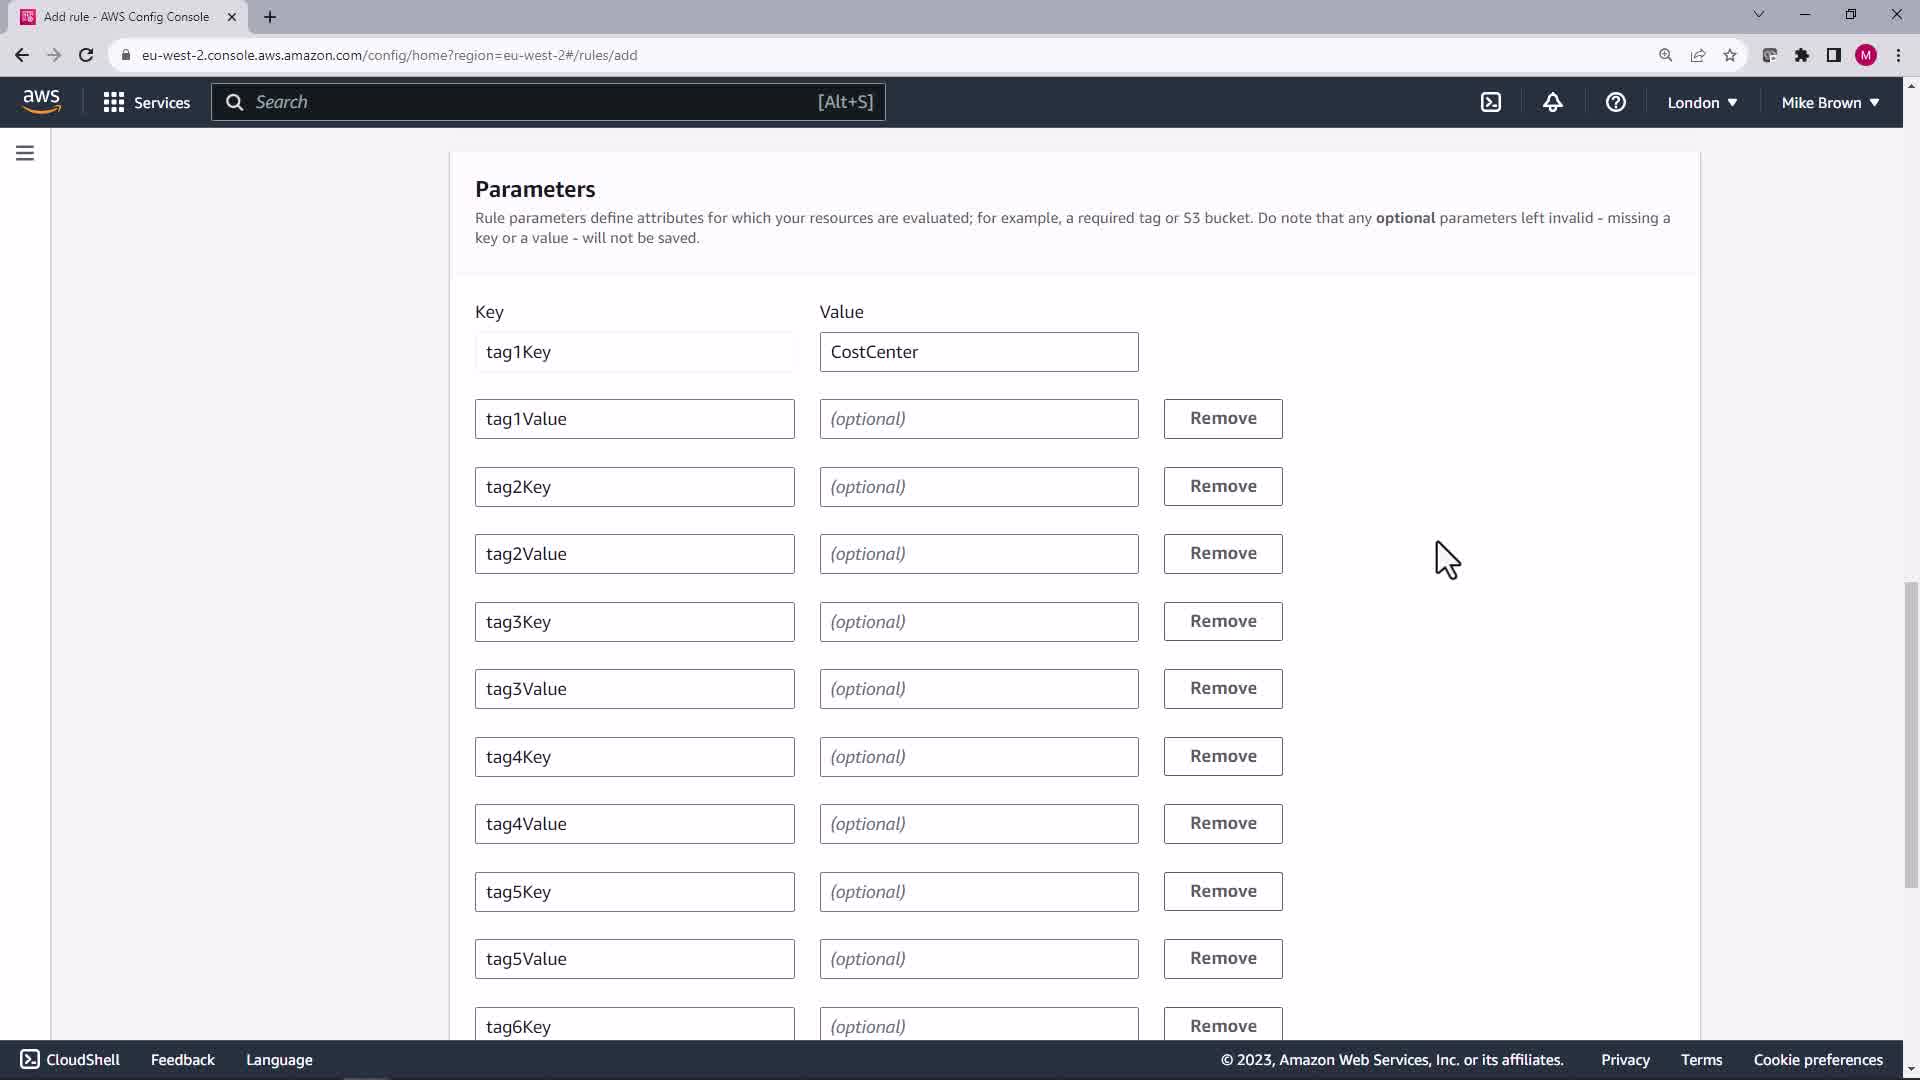 Add rule - AWS Config Console
eu-west-2.console.aws.amazon.com/config/home?region=eu-west-2#/rules/add
M
aws
Services
Search
[Alt+S]
London
Mike Brown
Parameters
Rule parameters define attributes for which your resources are evaluated; for example, a required tag or S3 bucket. Do note that any optional parameters left invalid - missing a
key or a value - will not be saved.
Key Value
tag1Key CostCenter
tag1Value (optional) Remove
tag2Key (optional) Remove
tag2Value (optional) Remove
tag3Key (optional) Remove
tag3Value (optional) Remove
tag4Key (optional) Remove
tag4Value (optional) Remove
tag5Key (optional) Remove
tag5Value (optional) Remove
tag6Key (optional) Remove
CloudShell Feedback Language © 2023, Amazon Web Services, Inc. or its affiliates. Privacy Terms Cookie preferences